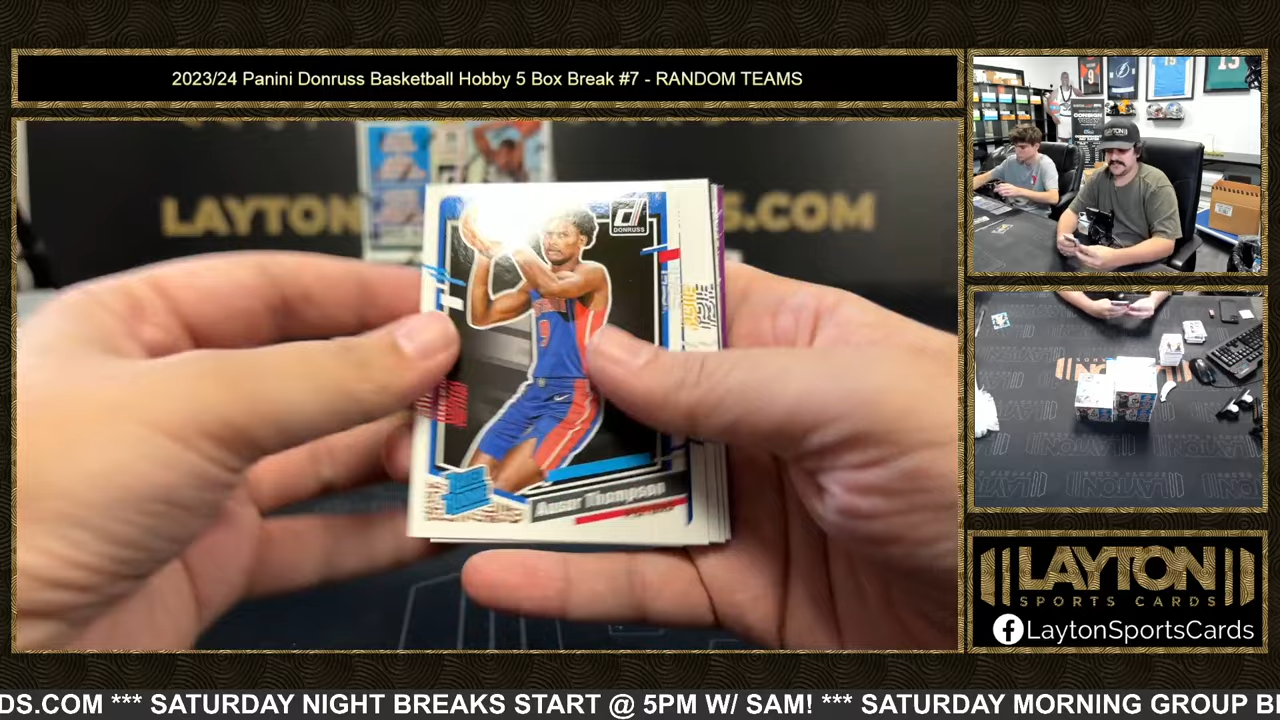 2023/24 Panini Donruss Basketball Hobby 5 Box Break #7 - RANDOM TEAMS
LAYTON
S.COM
DONRUSS
Ausar Thompson
LAYTON
SPORTS CARDS
LaytonSportsCards
DS.COM *** SATURDAY NIGHT BREAKS START @ 5PM W/ SAM! *** SATURDAY MORNING GROUP B